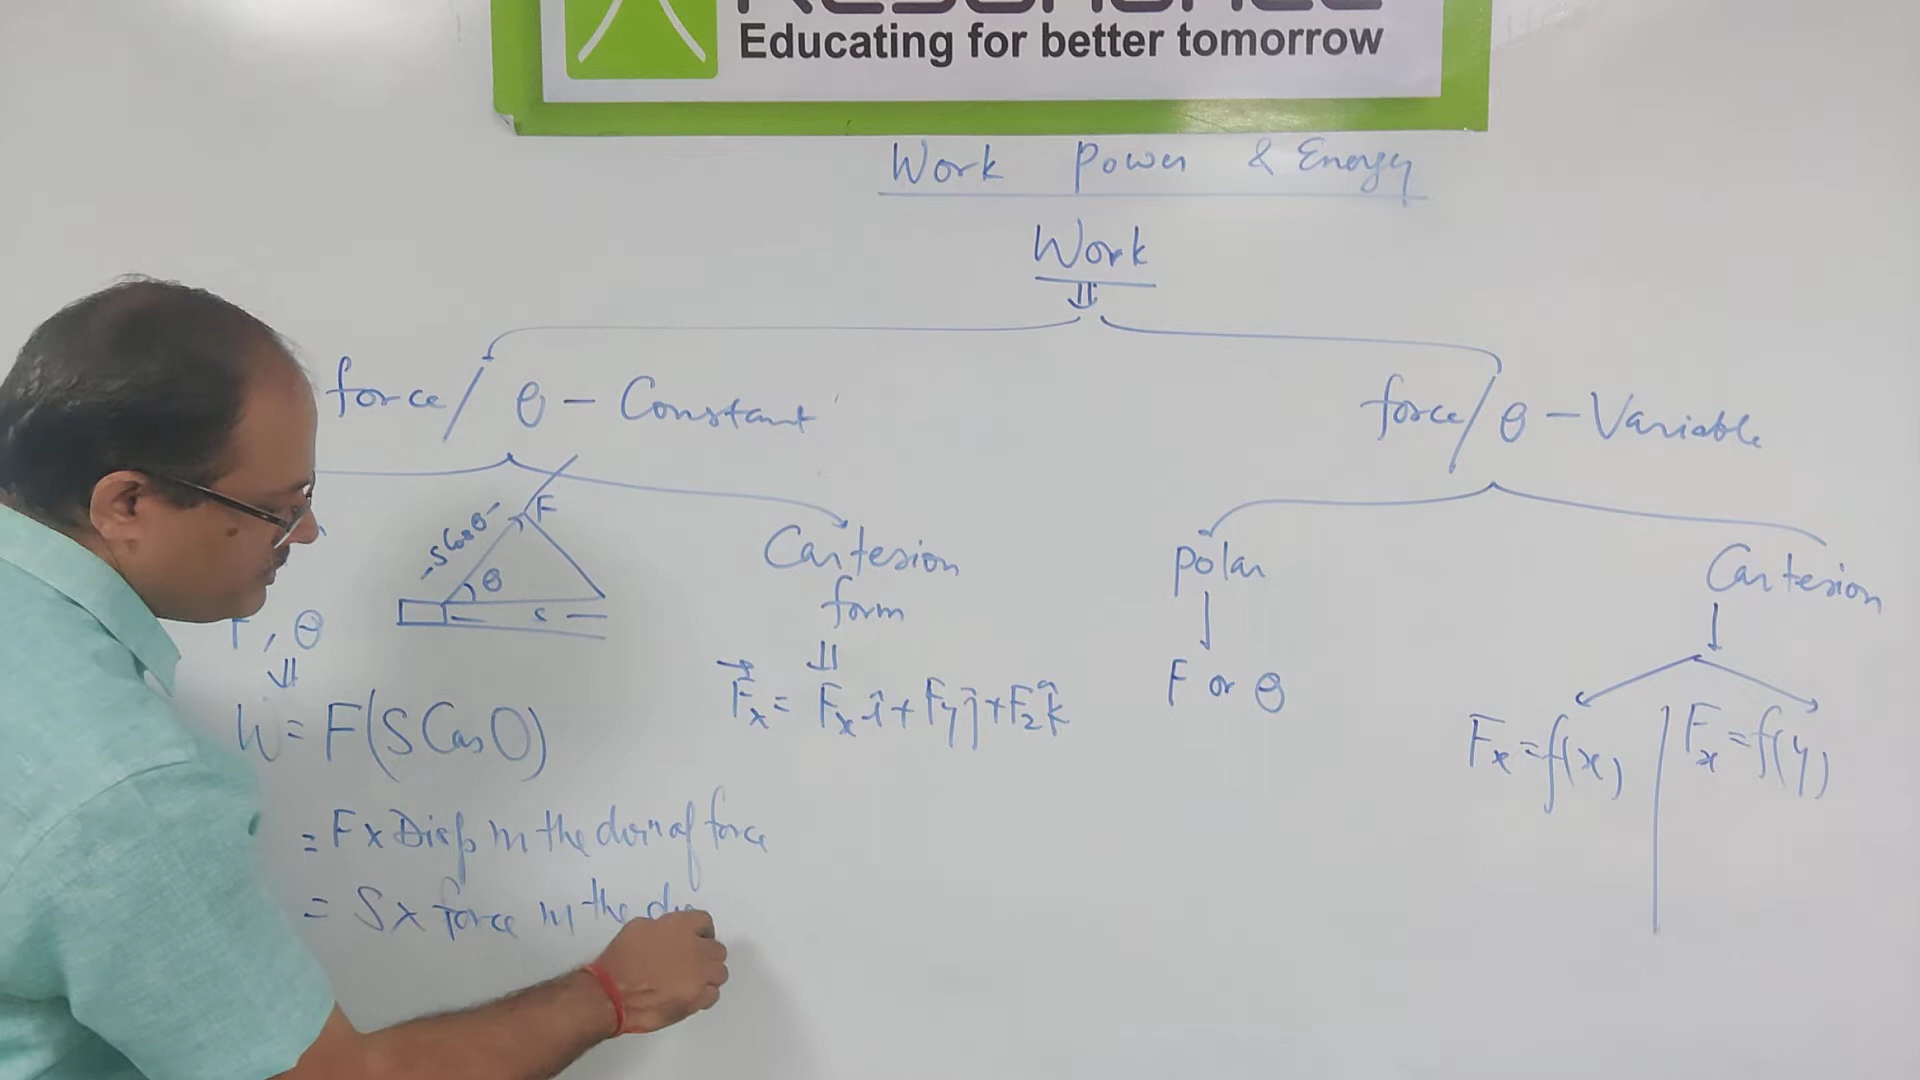 Educating for better tomorrow
Work Power & Energy
Work
⇓
force/ θ - Constant
force/ θ - Variable
F
S Cos θ
θ
S
Cartesion
form
⇓
F⃗x = Fx î + Fy ĵ + Fz k̂
, θ
⇓
W = F(S Cos θ)
= F x Disp in the dirn of force
= S x force in the
polar
↓
F or θ
Cartesion
↓
Fx = f(x)
Fx = f(y)